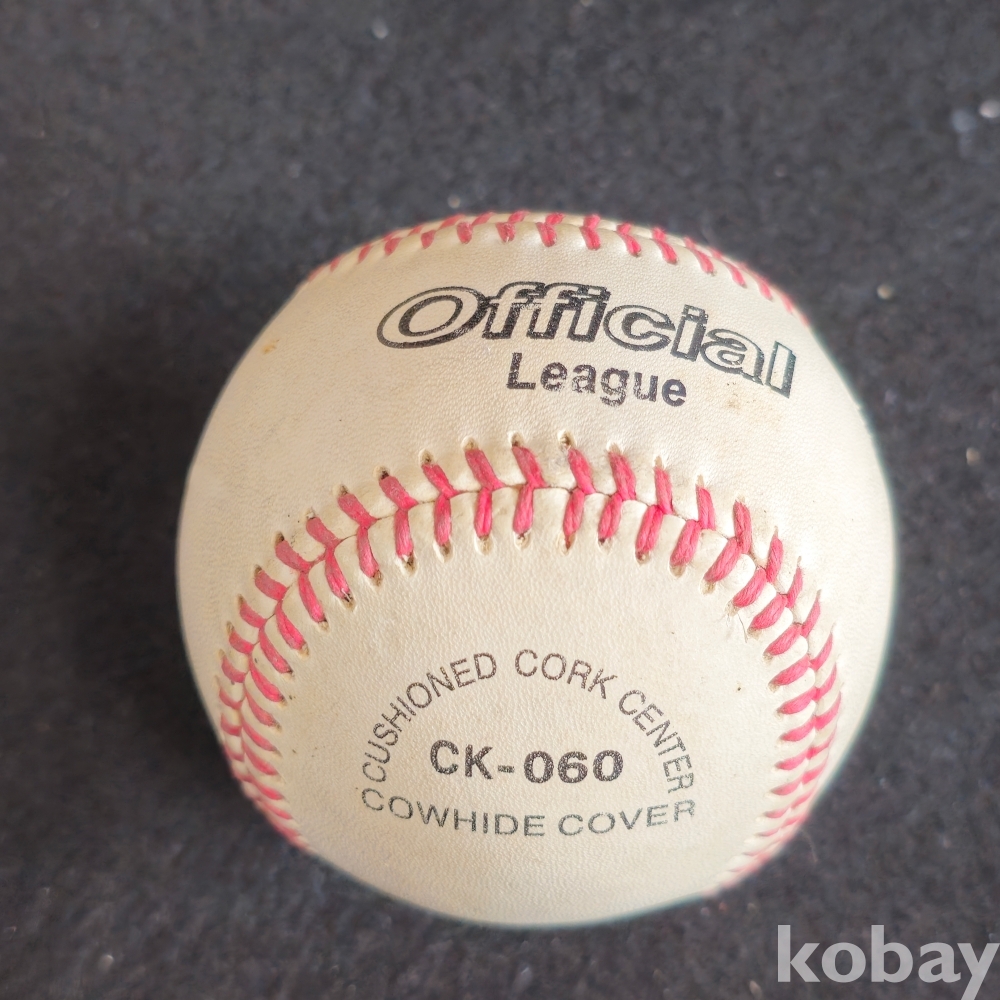 Official
League
CUSHIONED CORK CENTER
CK-060
COWHIDE COVER
kobay